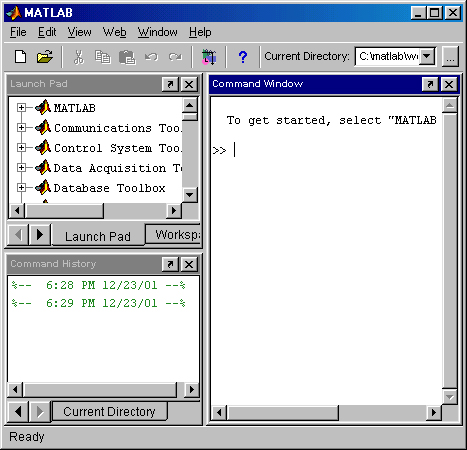 MATLAB
File Edit View Web Window Help
? Current Directory: C:\matlab\w ...
Launch Pad
MATLAB
Communications Too
Control System Too
Data Acquisition T
Database Toolbox
Launch Pad Worksp
Command History
%-- 6:28 PM 12/23/01 --%
%-- 6:29 PM 12/23/01 --%
Current Directory
Command Window
To get started, select "MATLAB
>>
Ready